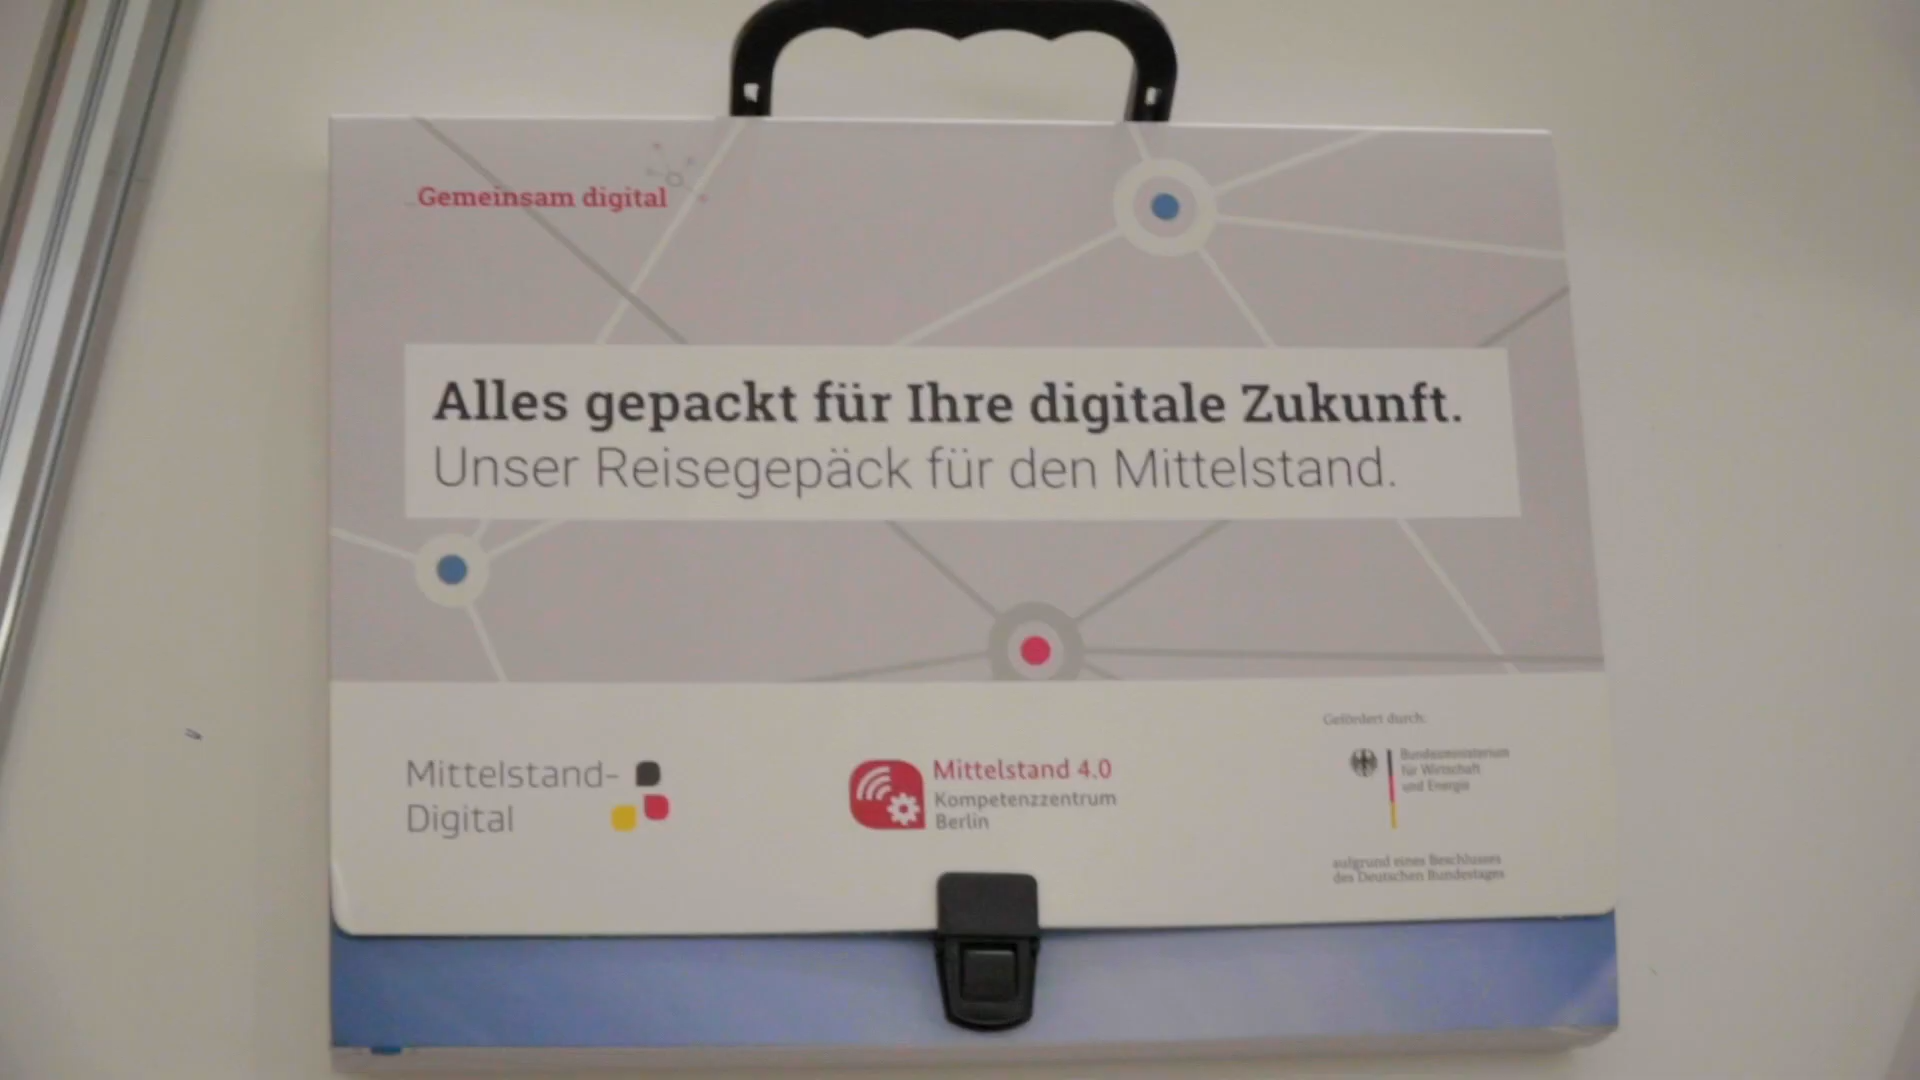 Gemeinsam digital
Alles gepackt für Ihre digitale Zukunft.
Unser Reisegepäck für den Mittelstand.
Mittelstand-
Digital
Mittelstand 4.0
Kompetenzzentrum
Berlin
Gefördert durch:
Bundesministerium
für Wirtschaft
und Energie
aufgrund eines Beschlusses
des Deutschen Bundestages